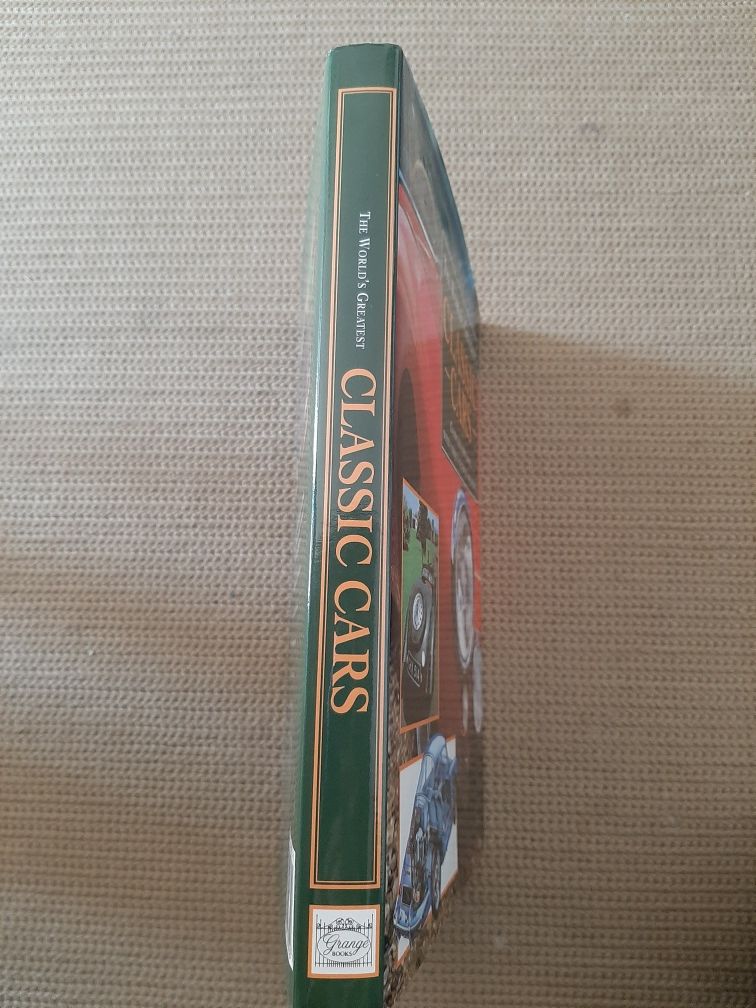 THE WORLD'S GREATEST
CLASSIC CARS
Grange
BOOKS